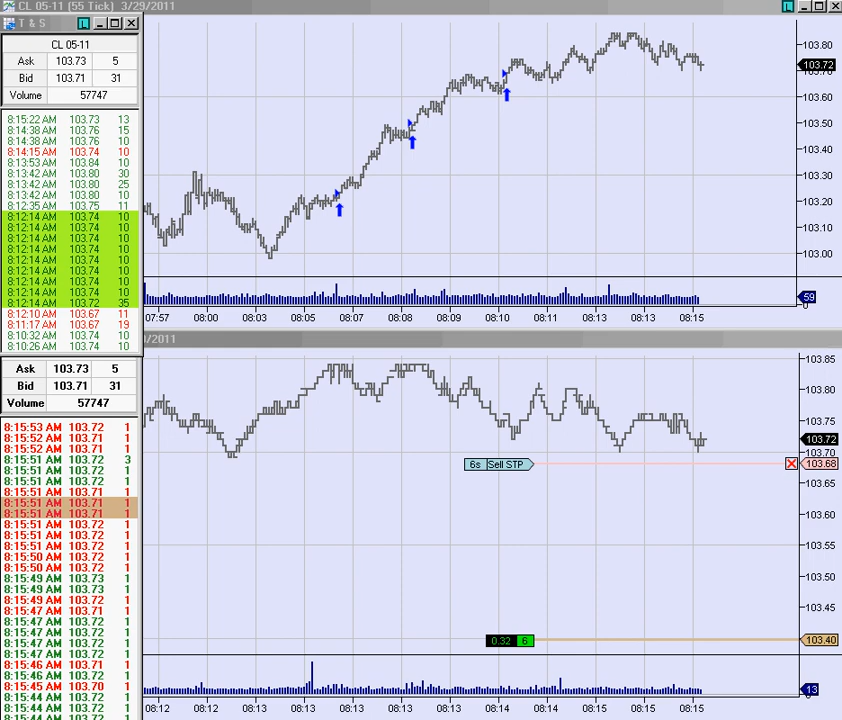 CL 05-11 (55 Tick) 3/29/2011
T & S
CL 05-11
Ask 103.73 5
Bid 103.71 31
Volume 57747
8:15:22 AM 103.73 13
8:14:38 AM 103.76 15
8:14:38 AM 103.76 10
8:14:15 AM 103.74 10
8:13:53 AM 103.84 10
8:13:42 AM 103.80 30
8:13:42 AM 103.80 25
8:13:42 AM 103.80 10
8:12:35 AM 103.75 11
8:12:14 AM 103.74 10
8:12:14 AM 103.74 10
8:12:14 AM 103.74 10
8:12:14 AM 103.74 10
8:12:14 AM 103.74 10
8:12:14 AM 103.74 10
8:12:14 AM 103.74 10
8:12:14 AM 103.74 10
8:12:14 AM 103.72 35
8:12:10 AM 103.67 11
8:11:17 AM 103.67 19
8:10:32 AM 103.74 10
8:10:26 AM 103.74 10
103.80
103.72
103.70
103.60
103.50
103.40
103.30
103.20
103.10
103.00
59
0
07:57 08:00 08:03 08:05 08:07 08:08 08:09 08:10 08:11 08:13 08:13 08:15
/2011
Ask 103.73 5
Bid 103.71 31
Volume 57747
8:15:53 AM 103.72 1
8:15:52 AM 103.71 1
8:15:52 AM 103.72 1
8:15:51 AM 103.72 3
8:15:51 AM 103.72 1
8:15:51 AM 103.72 1
8:15:51 AM 103.71 1
8:15:51 AM 103.71 1
8:15:51 AM 103.71 1
8:15:51 AM 103.72 1
8:15:51 AM 103.72 1
8:15:51 AM 103.72 1
8:15:50 AM 103.72 1
8:15:50 AM 103.72 1
8:15:49 AM 103.73 1
8:15:49 AM 103.73 1
8:15:49 AM 103.72 1
8:15:47 AM 103.71 1
8:15:47 AM 103.72 1
8:15:47 AM 103.72 1
8:15:47 AM 103.72 1
8:15:47 AM 103.72 1
8:15:46 AM 103.71 1
8:15:46 AM 103.72 1
8:15:45 AM 103.70 1
8:15:44 AM 103.72 1
8:15:44 AM 103.72 1
103.85
103.80
103.75
103.72
103.70
6s Sell STP
103.68
103.65
103.60
103.55
103.50
103.45
0.32 6
103.40
13
0
08:12 08:12 08:13 08:13 08:13 08:13 08:14 08:14 08:14 08:15 08:15 08:15